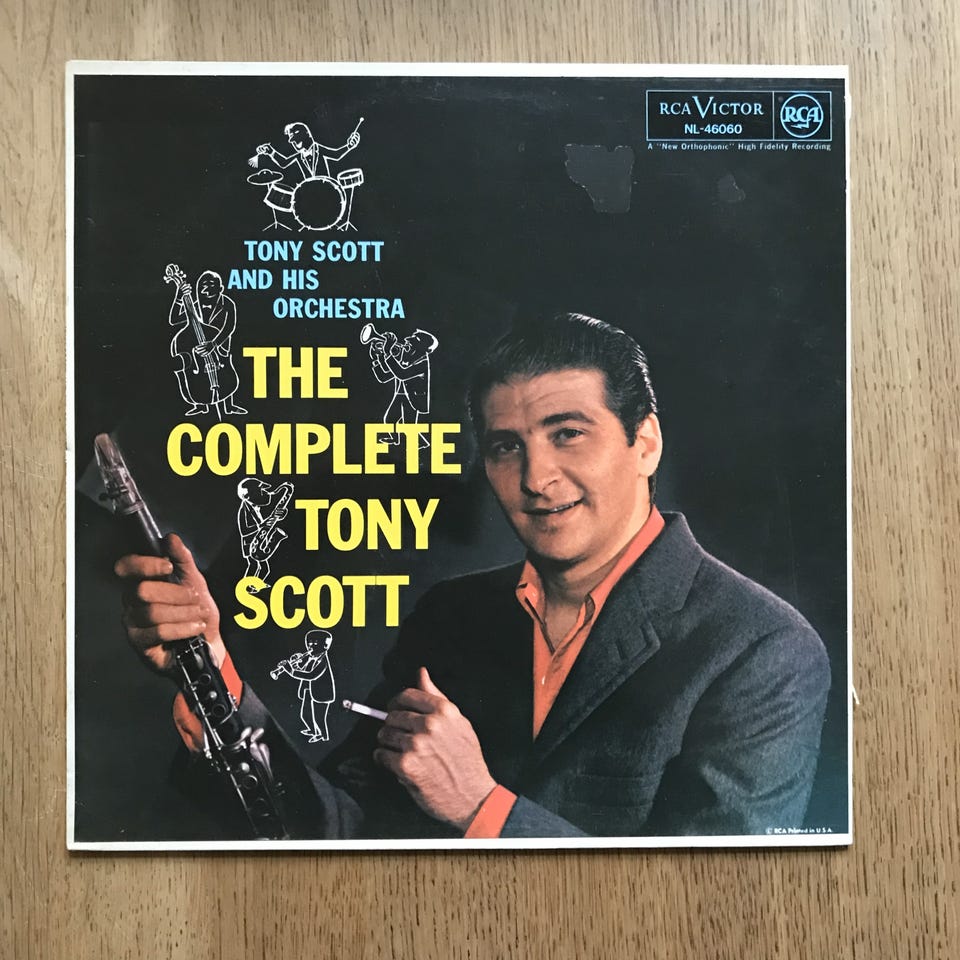 RCA VICTOR
NL-46060
RCA
A "New Orthophonic" High Fidelity Recording
TONY SCOTT
AND HIS
ORCHESTRA
THE
COMPLETE
TONY
SCOTT
© RCA Printed in U.S.A.